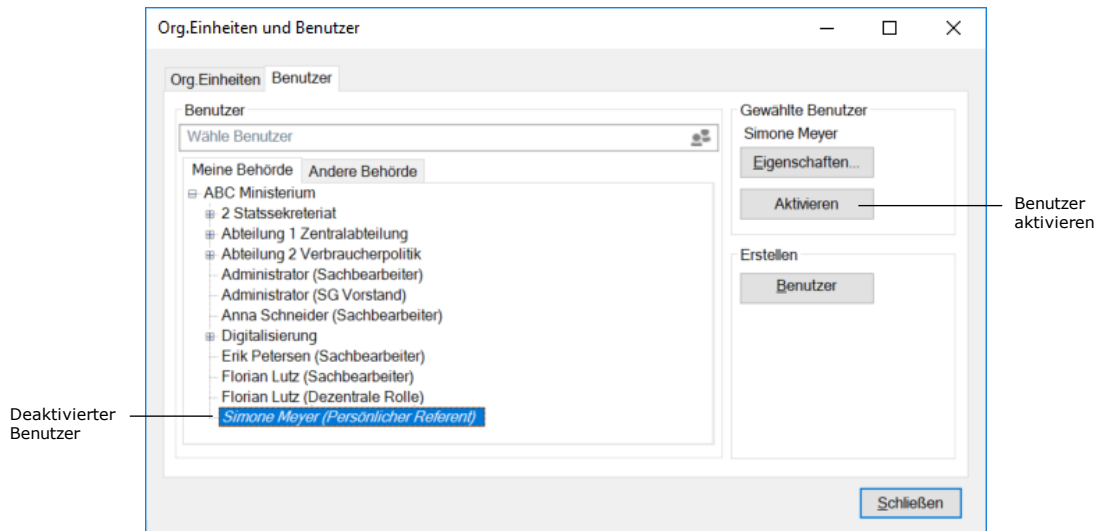 Org.Einheiten und Benutzer
Org.Einheiten Benutzer
Benutzer
Wähle Benutzer
Meine Behörde Andere Behörde
ABC Ministerium
2 Statssekreteriat
Abteilung 1 Zentralabteilung
Abteilung 2 Verbraucherpolitik
Administrator (Sachbearbeiter)
Administrator (SG Vorstand)
Anna Schneider (Sachbearbeiter)
Digitalisierung
Erik Petersen (Sachbearbeiter)
Florian Lutz (Sachbearbeiter)
Florian Lutz (Dezentrale Rolle)
Simone Meyer (Persönlicher Referent)
Gewählte Benutzer
Simone Meyer
Eigenschaften...
Aktivieren
Erstellen
Benutzer
Schließen
Benutzer
aktivieren
Deaktivierter
Benutzer